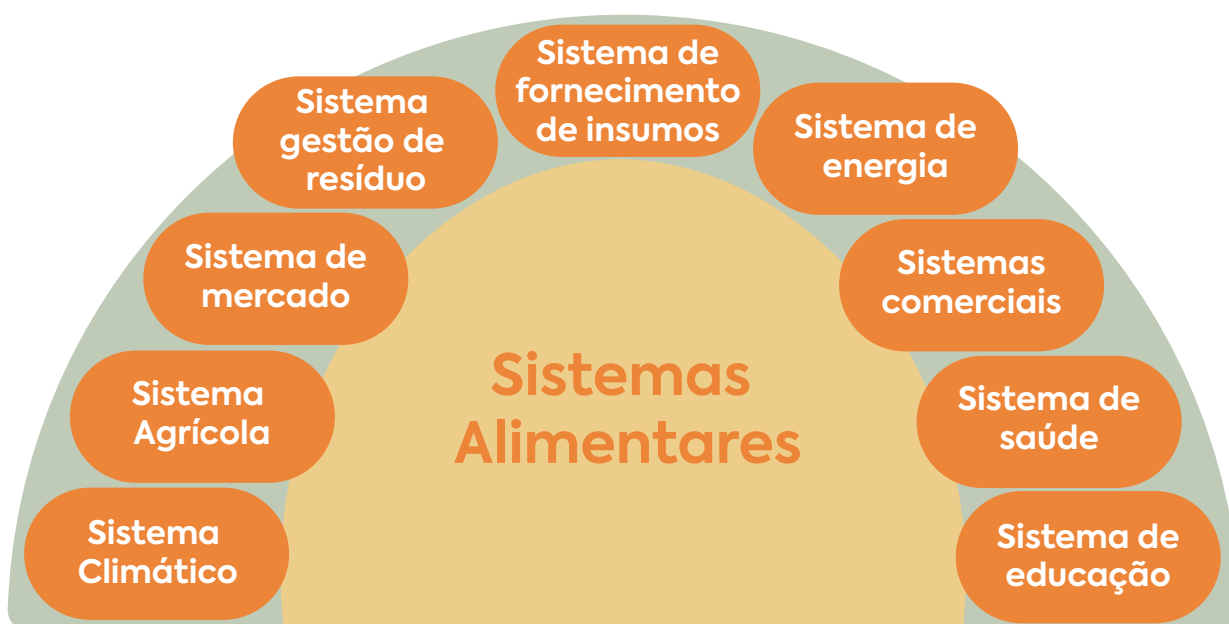 Sistema de
fornecimento
de insumos
Sistema
gestão de
resíduo
Sistema de
energia
Sistema de
mercado
Sistemas
comerciais
Sistemas
Alimentares
Sistema
Agrícola
Sistema de
saúde
Sistema
Climático
Sistema de
educação